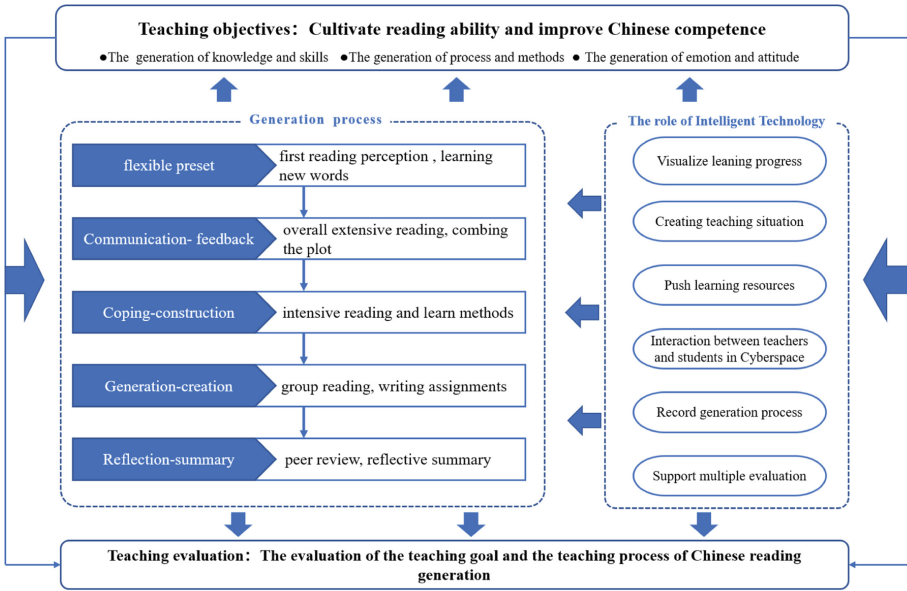 Teaching objectives：Cultivate reading ability and improve Chinese competence
●The generation of knowledge and skills ●The generation of process and methods ● The generation of emotion and attitude
Generation process
flexible preset
first reading perception , learning
new words
Communication- feedback
overall extensive reading, combing
the plot
Coping-construction
intensive reading and learn methods
Generation-creation
group reading, writing assignments
Reflection-summary
peer review, reflective summary
The role of Intelligent Technology
Visualize leaning progress
Creating teaching situation
Push learning resources
Interaction between teachers
and students in Cyberspace
Record generation process
Support multiple evaluation
Teaching evaluation：The evaluation of the teaching goal and the teaching process of Chinese reading
generation